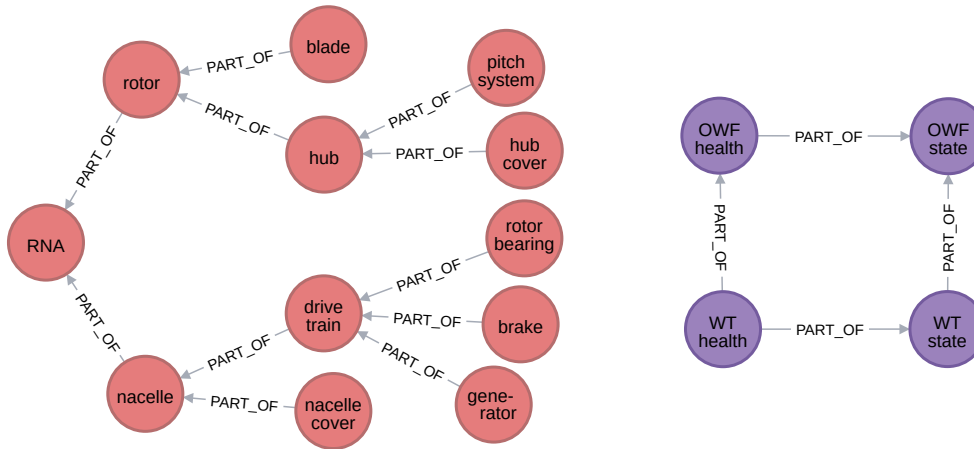 blade
PART_OF
rotor
pitch
system
PART_OF
PART_OF
hub
PART_OF
hub
cover
PART_OF
RNA
rotor
bearing
PART_OF
drive
train
PART_OF
brake
PART_OF
PART_OF
PART_OF
nacelle
PART_OF
nacelle
cover
gene-
rator
OWF
health
PART_OF
OWF
state
PART_OF
PART_OF
WT
health
PART_OF
WT
state